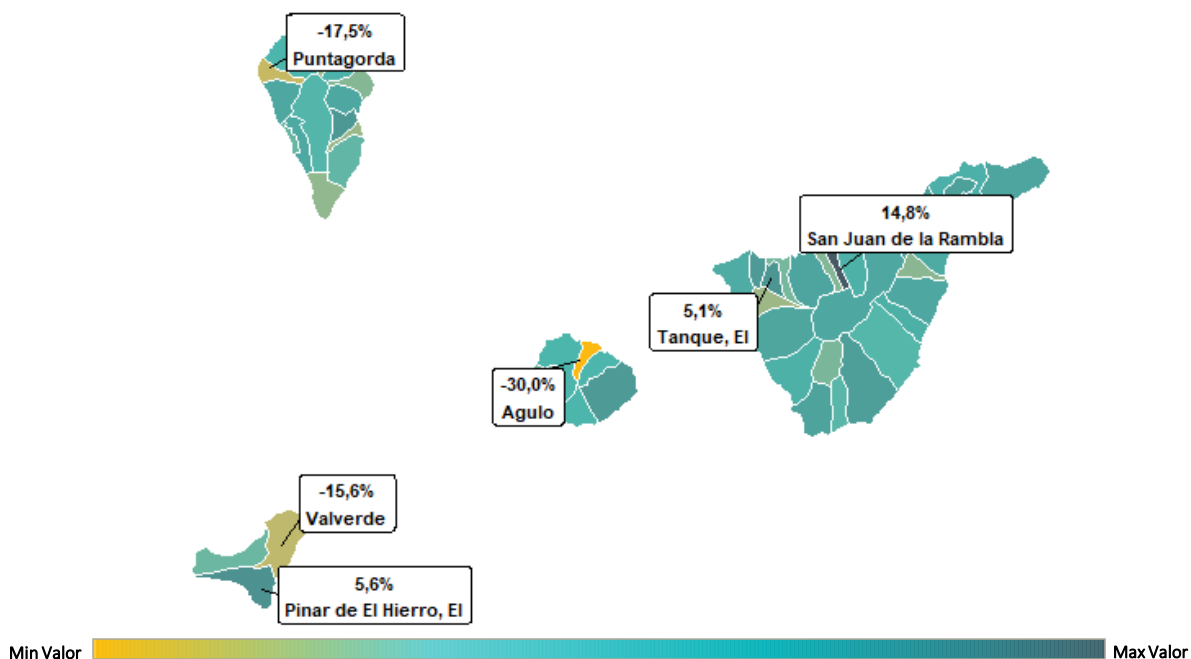 -17,5%
Puntagorda
14,8%
San Juan de la Rambla
5,1%
Tanque, El
-30,0%
Agulo
-15,6%
Valverde
5,6%
Pinar de El Hierro, El
Min Valor
Max Valor